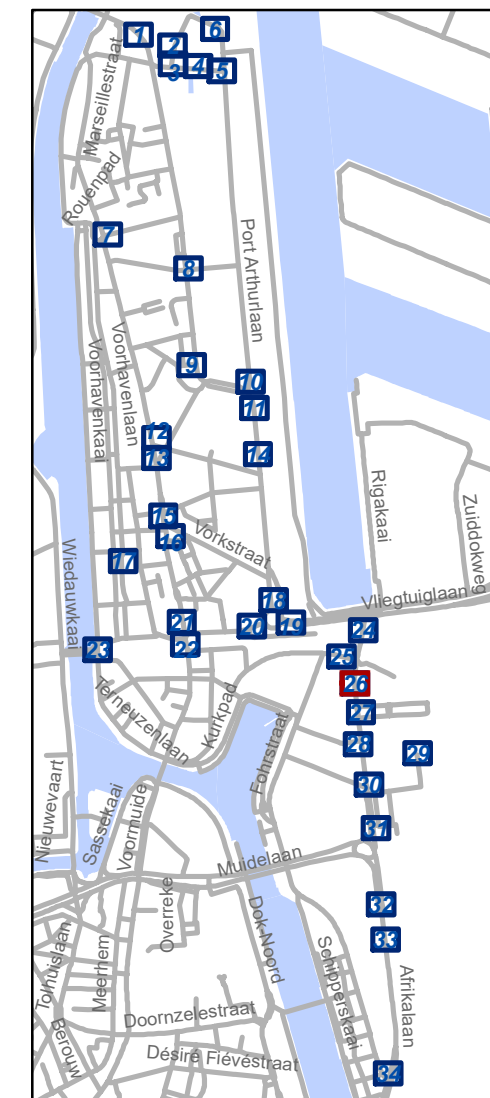 1
2
6
3
4
5
Marseillestraat
Rouenpad
7
Port Arthurlaan
8
Voorhavenlaan
Voorhavenkaai
9
10
11
12
13
14
Rigakaai
Zuiddokweg
15
16
Vorkstraat
17
Wiedauwkaai
Vliegtuiglaan
18
19
20
21
22
23
24
25
26
Terneuzenlaan
Kurkpad
Fohrstraat
27
28
29
30
31
Nieuwevaart
Sassekaai
Voormuide
Muidelaan
Overreke
32
33
Tolhuislaan
Meerhem
Dok-Noord
Schipperskaai
Afrikalaan
Doornzelestraat
Berouw
Désiré Fiévéstraat
34